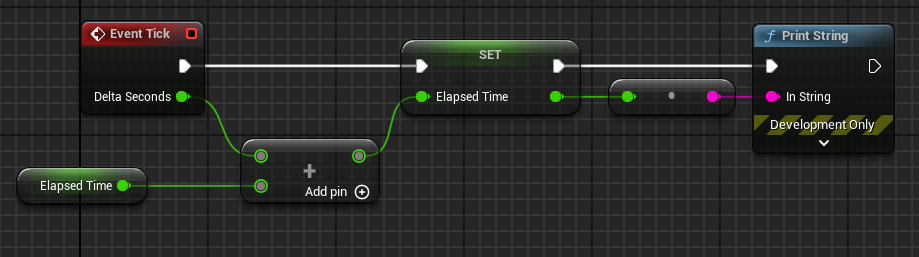 Event Tick
Delta Seconds
Elapsed Time
+
Add pin
SET
Elapsed Time
f Print String
In String
Development Only